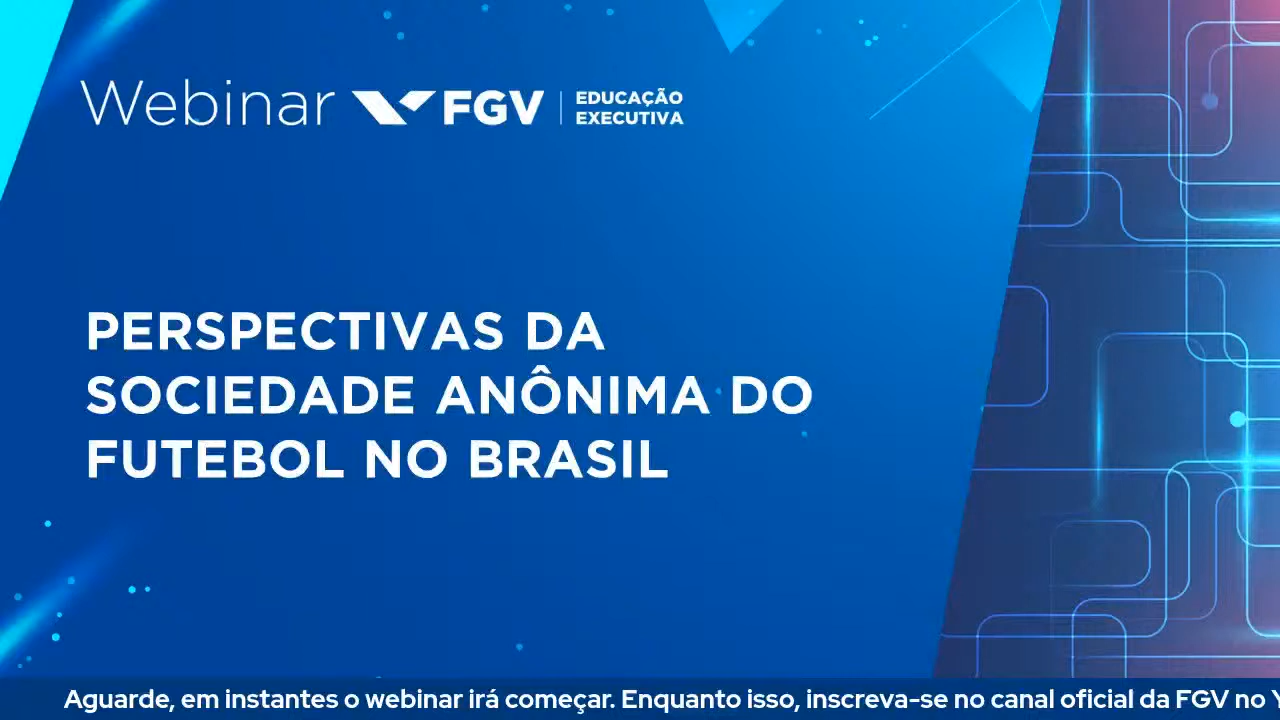 Webinar FGV EDUCAÇÃO
EXECUTIVA
PERSPECTIVAS DA
SOCIEDADE ANÔNIMA DO
FUTEBOL NO BRASIL
Aguarde, em instantes o webinar irá começar. Enquanto isso, inscreva-se no canal oficial da FGV no